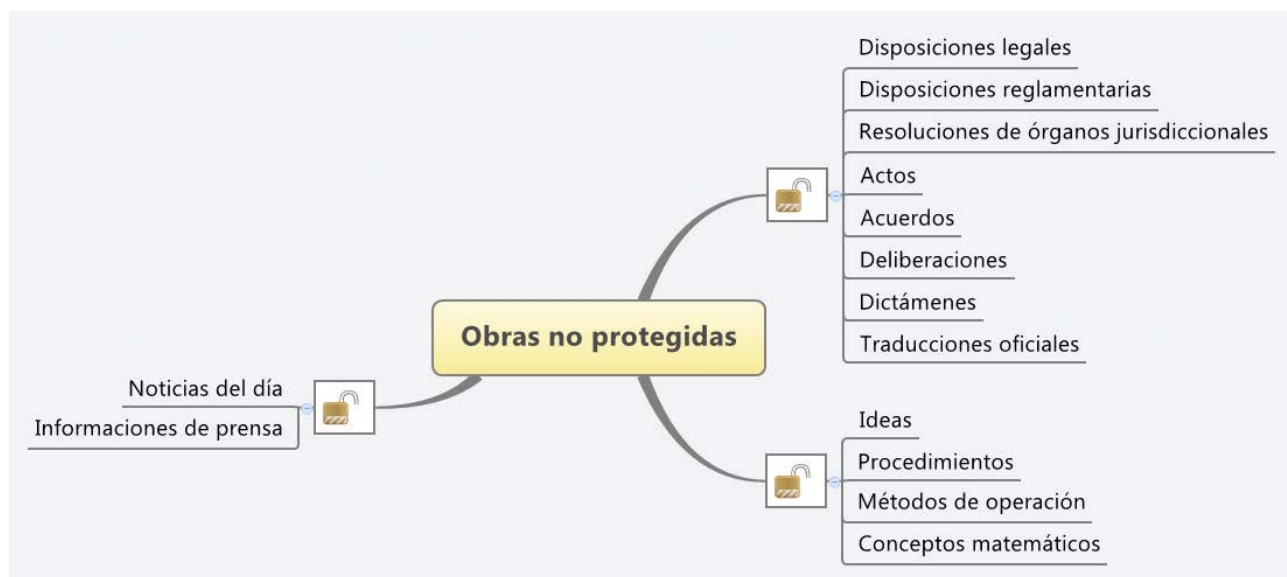 Disposiciones legales
Disposiciones reglamentarias
Resoluciones de órganos jurisdiccionales
Actos
Acuerdos
Deliberaciones
Dictámenes
Traducciones oficiales
Obras no protegidas
Noticias del día
Informaciones de prensa
Ideas
Procedimientos
Métodos de operación
Conceptos matemáticos